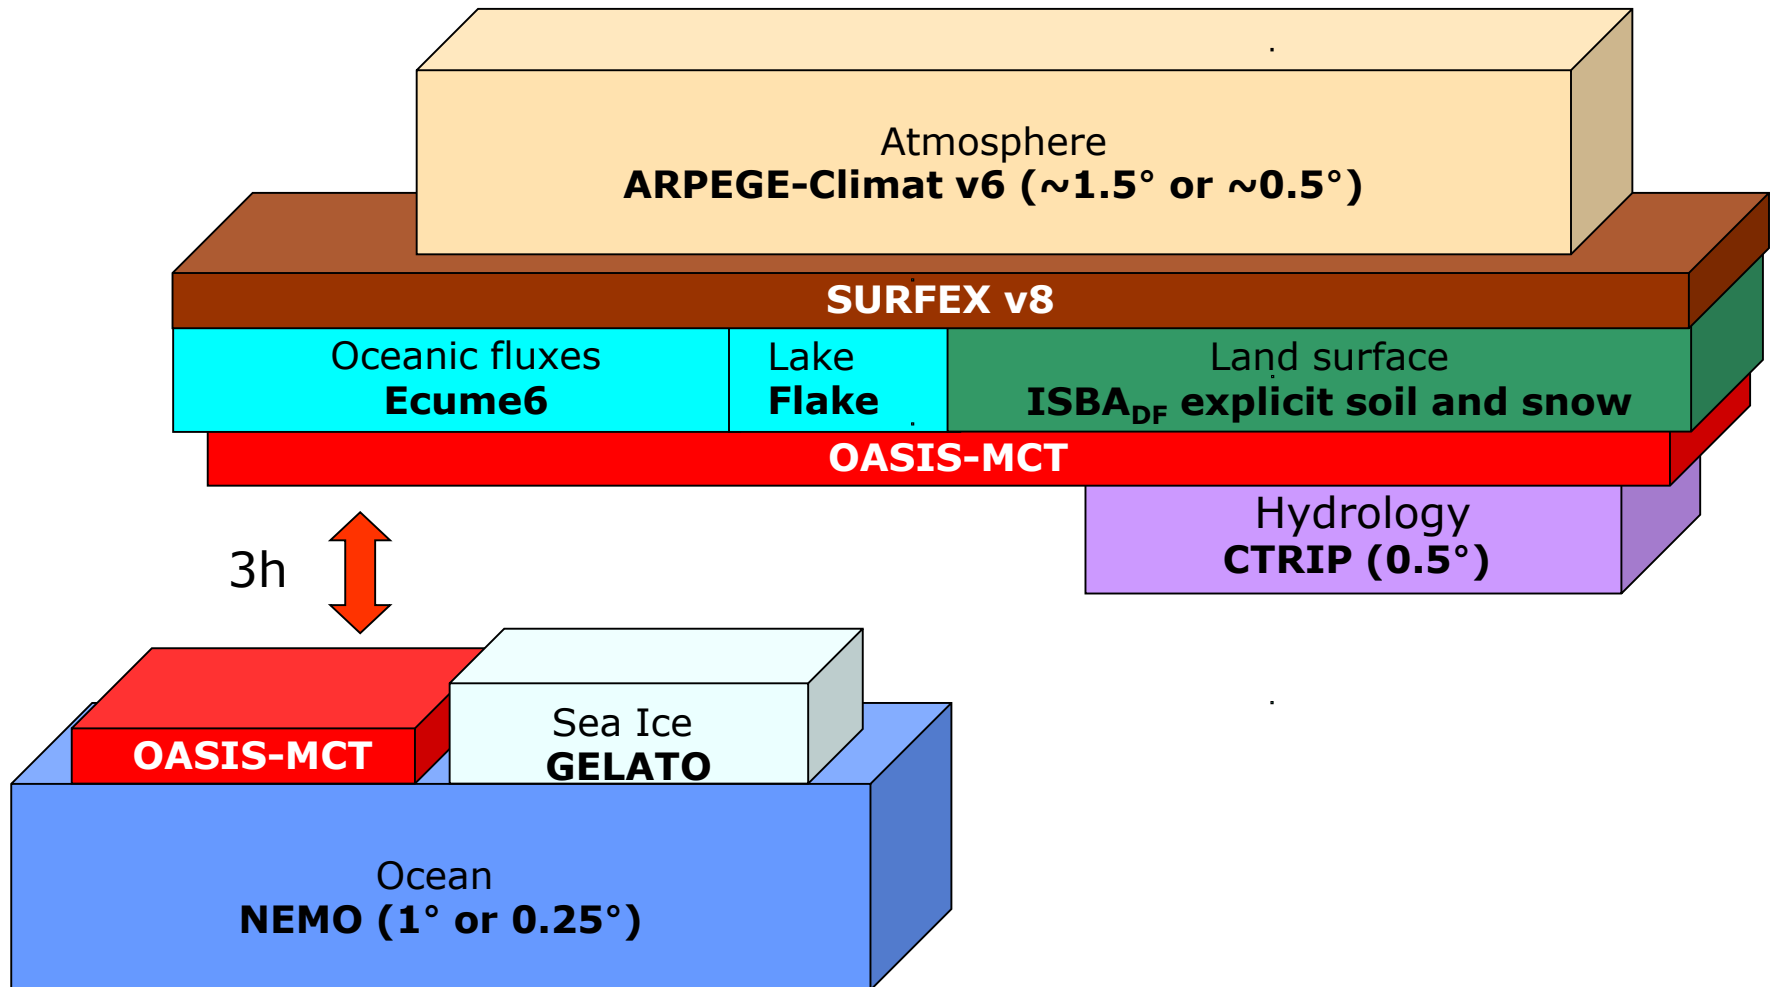 Atmosphere
ARPEGE-Climat v6 (~1.5° or ~0.5°)
SURFEX v8
Oceanic fluxes
Ecume6
Lake
Flake
Land surface
ISBA_DF explicit soil and snow
OASIS-MCT
Hydrology
CTRIP (0.5°)
3h
OASIS-MCT
Sea Ice
GELATO
Ocean
NEMO (1° or 0.25°)